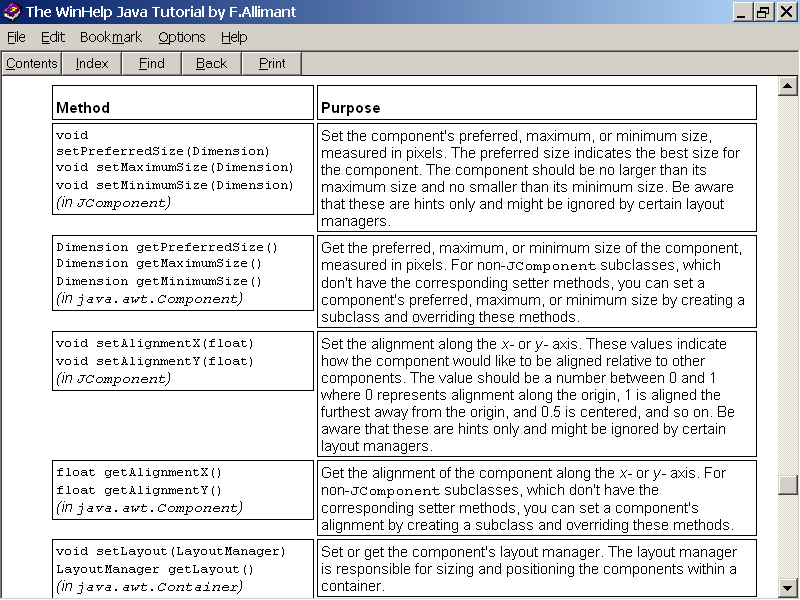 The WinHelp Java Tutorial by F.Allimant
File Edit Bookmark Options Help
Contents Index Find Back Print
Method Purpose
void
setPreferredSize(Dimension)
void setMaximumSize(Dimension)
void setMinimumSize(Dimension)
(in JComponent)
Set the component's preferred, maximum, or minimum size,
measured in pixels. The preferred size indicates the best size for
the component. The component should be no larger than its
maximum size and no smaller than its minimum size. Be aware
that these are hints only and might be ignored by certain layout
managers.
Dimension getPreferredSize()
Dimension getMaximumSize()
Dimension getMinimumSize()
(in java.awt.Component)
Get the preferred, maximum, or minimum size of the component,
measured in pixels. For non-JComponent subclasses, which
don't have the corresponding setter methods, you can set a
component's preferred, maximum, or minimum size by creating a
subclass and overriding these methods.
void setAlignmentX(float)
void setAlignmentY(float)
(in JComponent)
Set the alignment along the x- or y- axis. These values indicate
how the component would like to be aligned relative to other
components. The value should be a number between 0 and 1
where 0 represents alignment along the origin, 1 is aligned the
furthest away from the origin, and 0.5 is centered, and so on. Be
aware that these are hints only and might be ignored by certain
layout managers.
float getAlignmentX()
float getAlignmentY()
(in java.awt.Component)
Get the alignment of the component along the x- or y- axis. For
non-JComponent subclasses, which don't have the
corresponding setter methods, you can set a component's
alignment by creating a subclass and overriding these methods.
void setLayout(LayoutManager)
LayoutManager getLayout()
(in java.awt.Container)
Set or get the component's layout manager. The layout manager
is responsible for sizing and positioning the components within a
container.